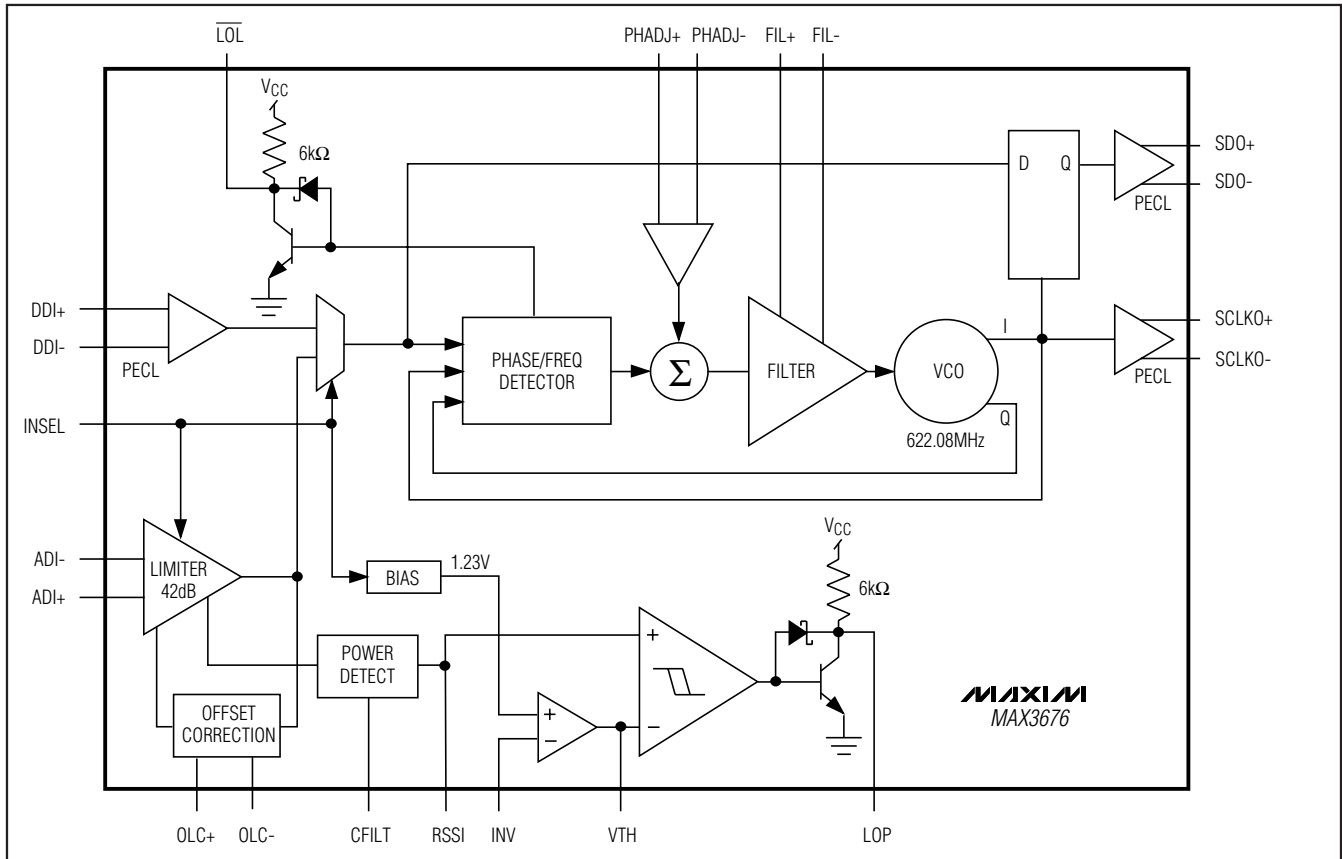 LOL
PHADJ+ PHADJ- FIL+ FIL-
VCC
6kΩ
SDO+
D Q
SDO-
PECL
DDI+
DDI-
PECL
PHASE/FREQ
DETECTOR
Σ
FILTER
VCO
I
Q
622.08MHz
SCLKO+
SCLKO-
PECL
INSEL
ADI-
ADI+
LIMITER
42dB
BIAS
1.23V
VCC
6kΩ
POWER
DETECT
+
-
OFFSET
CORRECTION
+
-
MAXIM
MAX3676
OLC+ OLC- CFILT RSSI INV VTH LOP